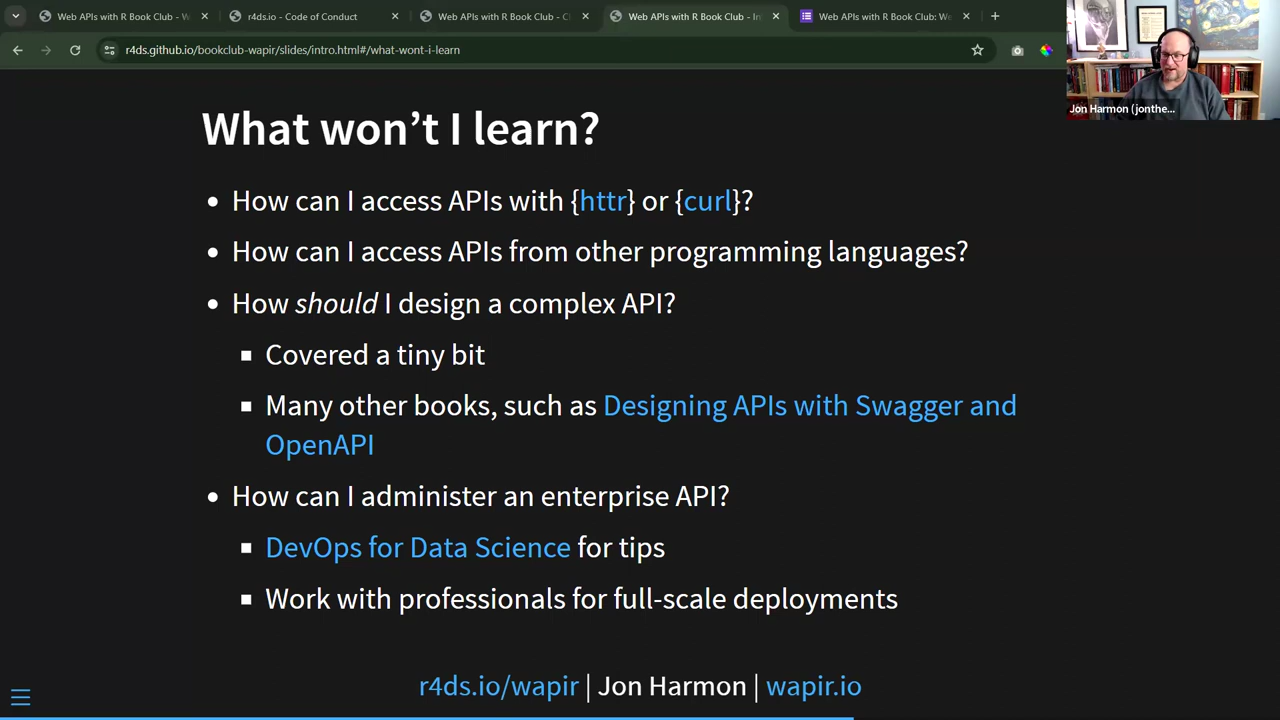 Web APIs with R Book Club - W
r4ds.io - Code of Conduct
Web APIs with R Book Club - Cl
Web APIs with R Book Club - In
Web APIs with R Book Club: We
r4ds.github.io/bookclub-wapir/slides/intro.html#/what-wont-i-learn
Jon Harmon (jonthe...
What won't I learn?
• How can I access APIs with {httr} or {curl}?
• How can I access APIs from other programming languages?
• How should I design a complex API?
▪ Covered a tiny bit
▪ Many other books, such as Designing APIs with Swagger and
OpenAPI
• How can I administer an enterprise API?
▪ DevOps for Data Science for tips
▪ Work with professionals for full-scale deployments
r4ds.io/wapir | Jon Harmon | wapir.io